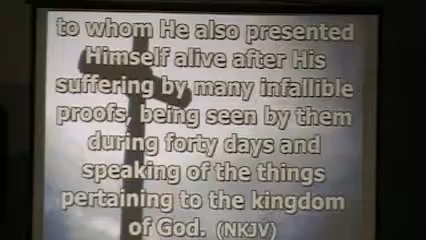 to whom He also presented
Himself alive after His
suffering by many infallible
proofs, being seen by them
during forty days and
speaking of the things
pertaining to the kingdom
of God. (NKJV)